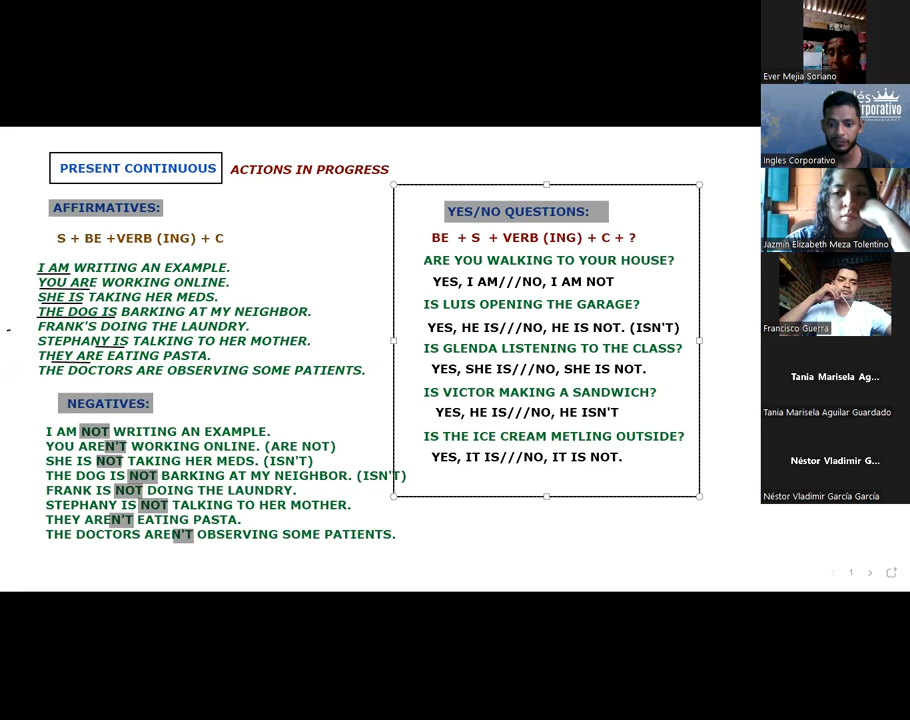 PRESENT CONTINUOUS
ACTIONS IN PROGRESS
AFFIRMATIVES:
S + BE +VERB (ING) + C
I AM WRITING AN EXAMPLE.
YOU ARE WORKING ONLINE.
SHE IS TAKING HER MEDS.
THE DOG IS BARKING AT MY NEIGHBOR.
FRANK'S DOING THE LAUNDRY.
STEPHANY IS TALKING TO HER MOTHER.
THEY ARE EATING PASTA.
THE DOCTORS ARE OBSERVING SOME PATIENTS.
NEGATIVES:
I AM NOT WRITING AN EXAMPLE.
YOU AREN'T WORKING ONLINE. (ARE NOT)
SHE IS NOT TAKING HER MEDS. (ISN'T)
THE DOG IS NOT BARKING AT MY NEIGHBOR. (ISN'T)
FRANK IS NOT DOING THE LAUNDRY.
STEPHANY IS NOT TALKING TO HER MOTHER.
THEY AREN'T EATING PASTA.
THE DOCTORS AREN'T OBSERVING SOME PATIENTS.
YES/NO QUESTIONS:
BE + S + VERB (ING) + C + ?
ARE YOU WALKING TO YOUR HOUSE?
YES, I AM///NO, I AM NOT
IS LUIS OPENING THE GARAGE?
YES, HE IS///NO, HE IS NOT. (ISN'T)
IS GLENDA LISTENING TO THE CLASS?
YES, SHE IS///NO, SHE IS NOT.
IS VICTOR MAKING A SANDWICH?
YES, HE IS///NO, HE ISN'T
IS THE ICE CREAM METLING OUTSIDE?
YES, IT IS///NO, IT IS NOT.
1
Ever Mejia Soriano
Ingles Corporativo
Jazmín Elizabeth Meza Tolentino
Francisco Guerra
Tania Marisela Ag...
Tania Marisela Aguilar Guardado
Néstor Vladimir G...
Néstor Vladimir García García